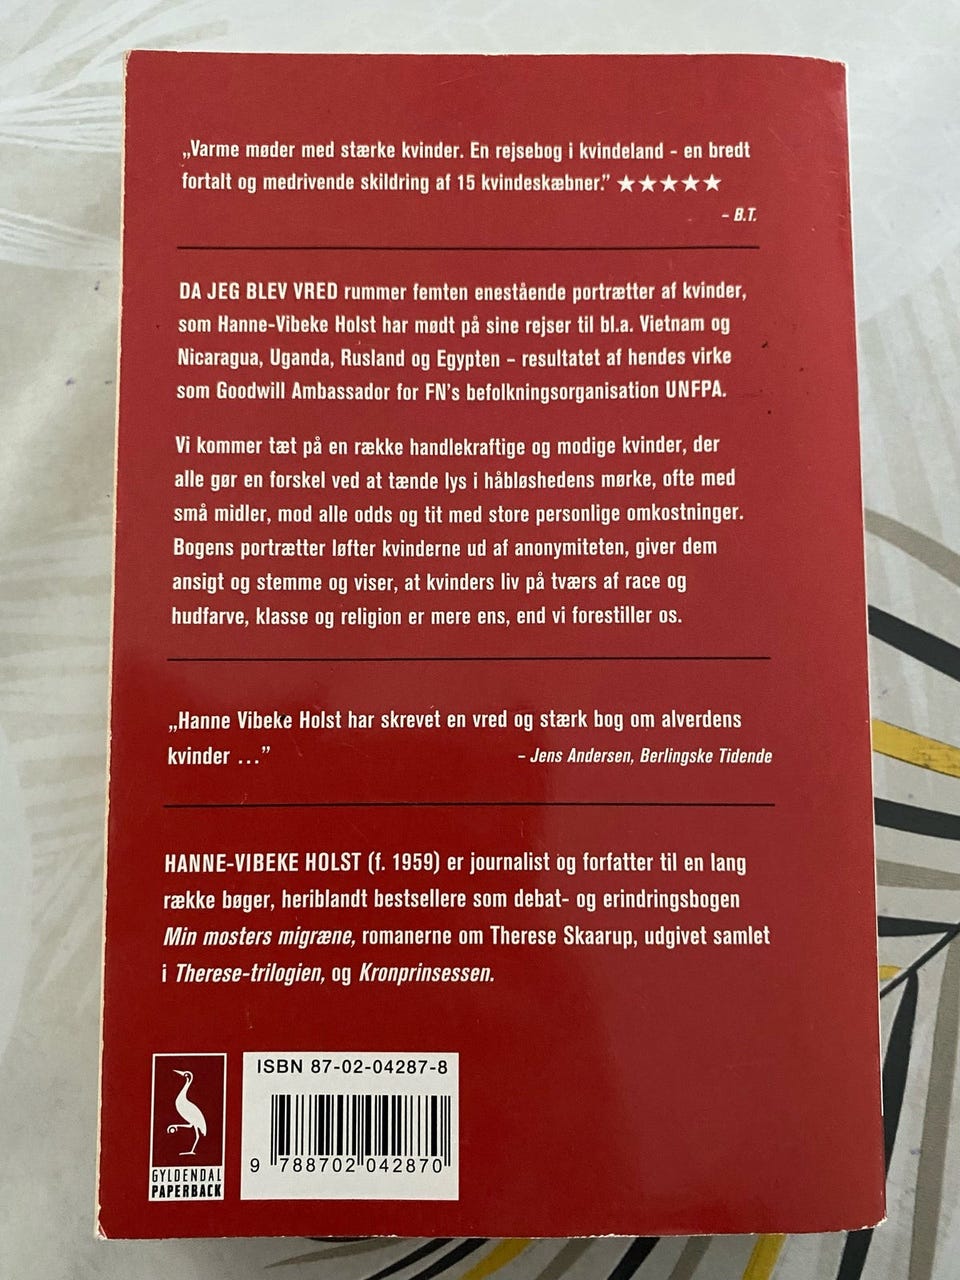 „Varme møder med stærke kvinder. En rejsebog i kvindeland - en bredt
fortalt og medrivende skildring af 15 kvindeskæbner.” ★★★★★
– B.T.
DA JEG BLEV VRED rummer femten enestående portrætter af kvinder,
som Hanne-Vibeke Holst har mødt på sine rejser til bl.a. Vietnam og
Nicaragua, Uganda, Rusland og Egypten – resultatet af hendes virke
som Goodwill Ambassador for FN's befolkningsorganisation UNFPA.
Vi kommer tæt på en række handlekraftige og modige kvinder, der
alle gør en forskel ved at tænde lys i håbløshedens mørke, ofte med
små midler, mod alle odds og tit med store personlige omkostninger.
Bogens portrætter løfter kvinderne ud af anonymiteten, giver dem
ansigt og stemme og viser, at kvinders liv på tværs af race og
hudfarve, klasse og religion er mere ens, end vi forestiller os.
„Hanne Vibeke Holst har skrevet en vred og stærk bog om alverdens
kvinder ...”
– Jens Andersen, Berlingske Tidende
HANNE-VIBEKE HOLST (f. 1959) er journalist og forfatter til en lang
række bøger, heriblandt bestsellere som debat- og erindringsbogen
Min mosters migræne, romanerne om Therese Skaarup, udgivet samlet
i Therese-trilogien, og Kronprinsessen.
ISBN 87-02-04287-8
9 788702 042870
GYLDENDAL
PAPERBACK